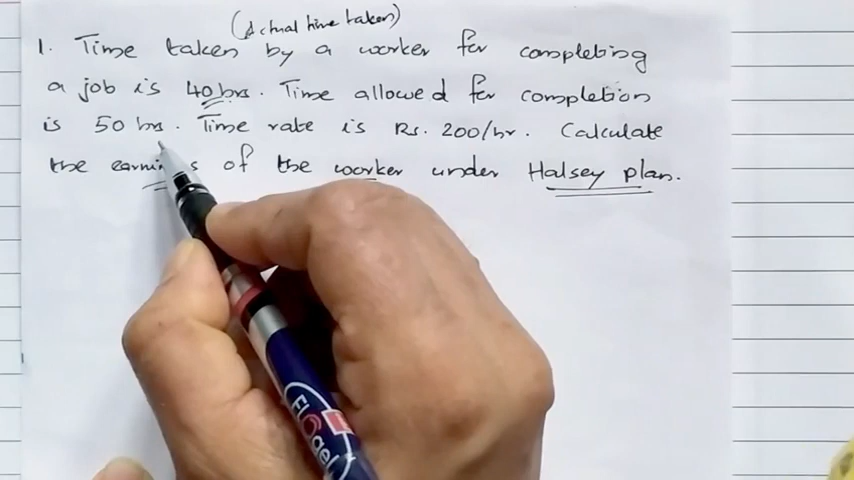 (Actual time taken)
1. Time taken by a worker for completing
a job is 40 hrs. Time allowed for completion
is 50 hrs. Time rate is Rs. 200/hr. Calculate
the of the worker under Halsey plan.